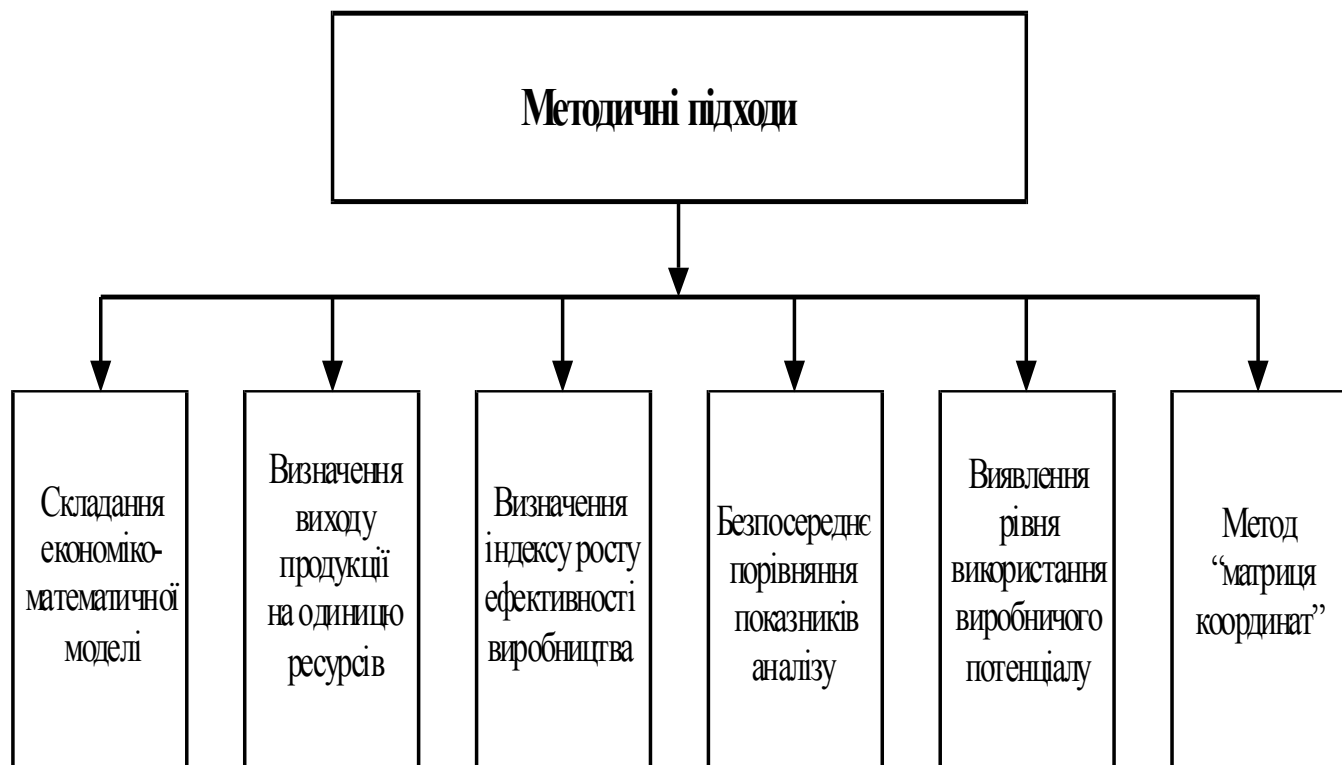 Методичні підходи
Складання
економіко-
математичної
моделі
Визначення
виходу
продукції
на одиницю
ресурсів
Визначення
індексу росту
ефективності
виробництва
Безпосереднє
порівняння
показників
аналізу
Виявлення
рівня
використання
виробничого
потенціалу
Метод
“матриця
координат”